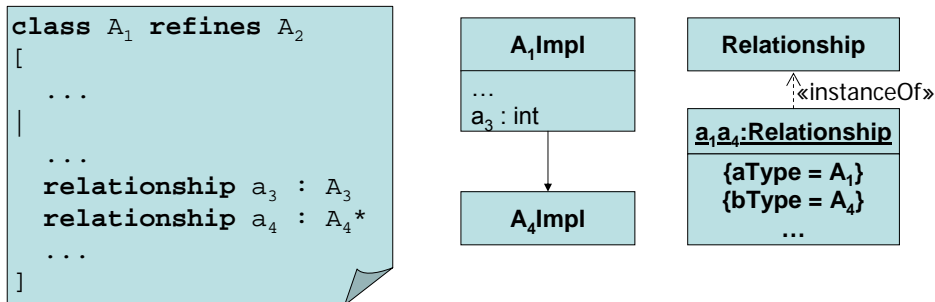 class A₁ refines A₂
[
...
|
...
relationship a₃ : A₃
relationship a₄ : A₄*
...
]
A₁Impl
...
a₃ : int
A₄Impl
Relationship
«instanceOf»
a₁a₄:Relationship
{aType = A₁}
{bType = A₄}
...